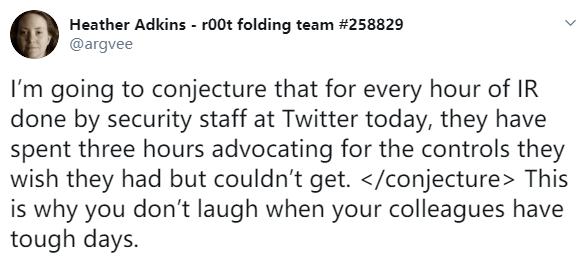 Heather Adkins - r00t folding team #258829
@argvee
I’m going to conjecture that for every hour of IR
done by security staff at Twitter today, they have
spent three hours advocating for the controls they
wish they had but couldn’t get. </conjecture> This
is why you don’t laugh when your colleagues have
tough days.